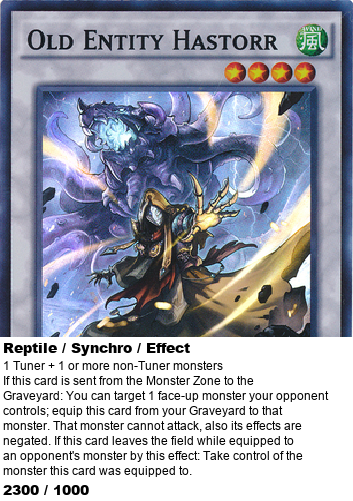 Old Entity Hastorr
風
Reptile / Synchro / Effect
1 Tuner + 1 or more non-Tuner monsters
If this card is sent from the Monster Zone to the
Graveyard: You can target 1 face-up monster your opponent
controls; equip this card from your Graveyard to that
monster. That monster cannot attack, also its effects are
negated. If this card leaves the field while equipped to
an opponent's monster by this effect: Take control of the
monster this card was equipped to.
2300 / 1000